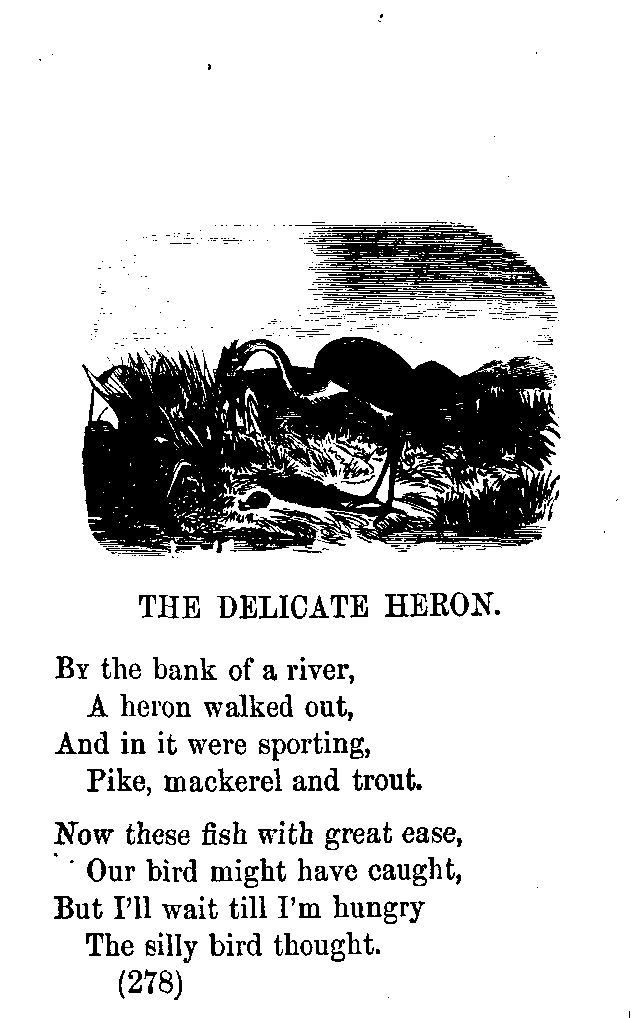 THE DELICATE HERON.
By the bank of a river,
A heron walked out,
And in it were sporting,
Pike, mackerel and trout.
Now these fish with great ease,
Our bird might have caught,
But I'll wait till I'm hungry
The silly bird thought.
(278)